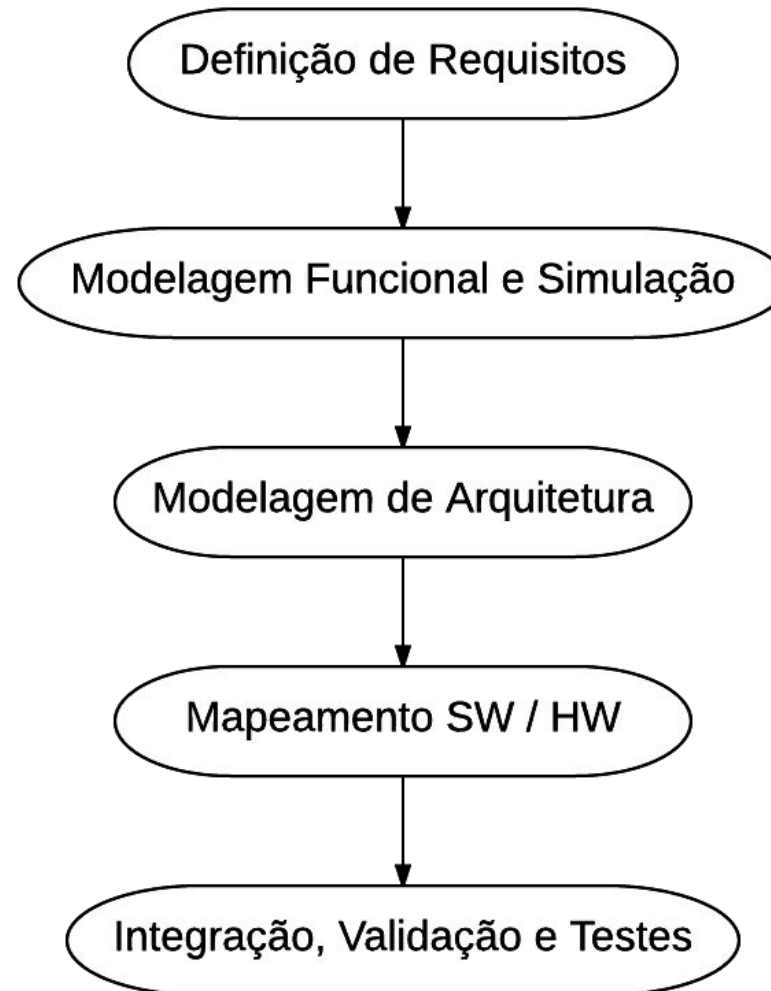 Definição de Requisitos
Modelagem Funcional e Simulação
Modelagem de Arquitetura
Mapeamento SW / HW
Integração, Validação e Testes